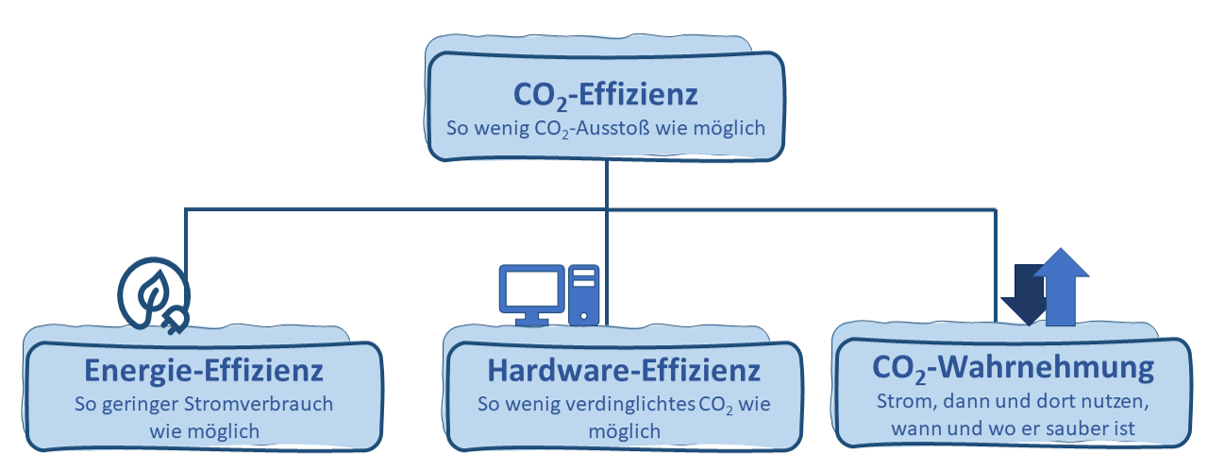 CO₂-Effizienz
So wenig CO₂-Ausstoß wie möglich
Energie-Effizienz
So geringer Stromverbrauch
wie möglich
Hardware-Effizienz
So wenig verdinglichtes CO₂ wie
möglich
CO₂-Wahrnehmung
Strom, dann und dort nutzen,
wann und wo er sauber ist